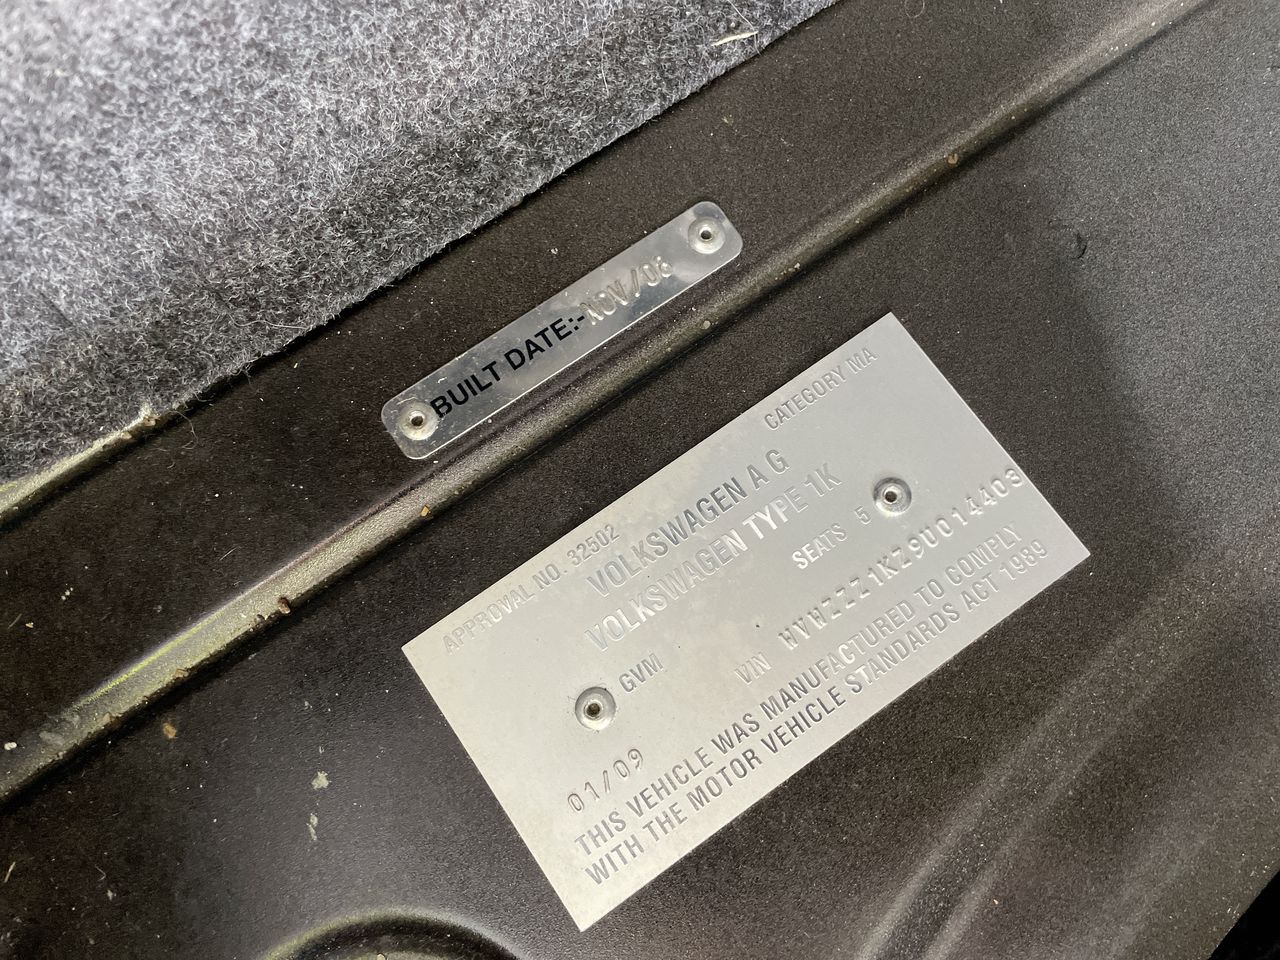 BUILT DATE:-NOV/08
APPROVAL NO. 32502 CATEGORY MA
VOLKSWAGEN A G
VOLKSWAGEN TYPE 1K
GVM SEATS 5
01/09 VIN WVWZZZ1KZ9U014403
THIS VEHICLE WAS MANUFACTURED TO COMPLY
WITH THE MOTOR VEHICLE STANDARDS ACT 1989